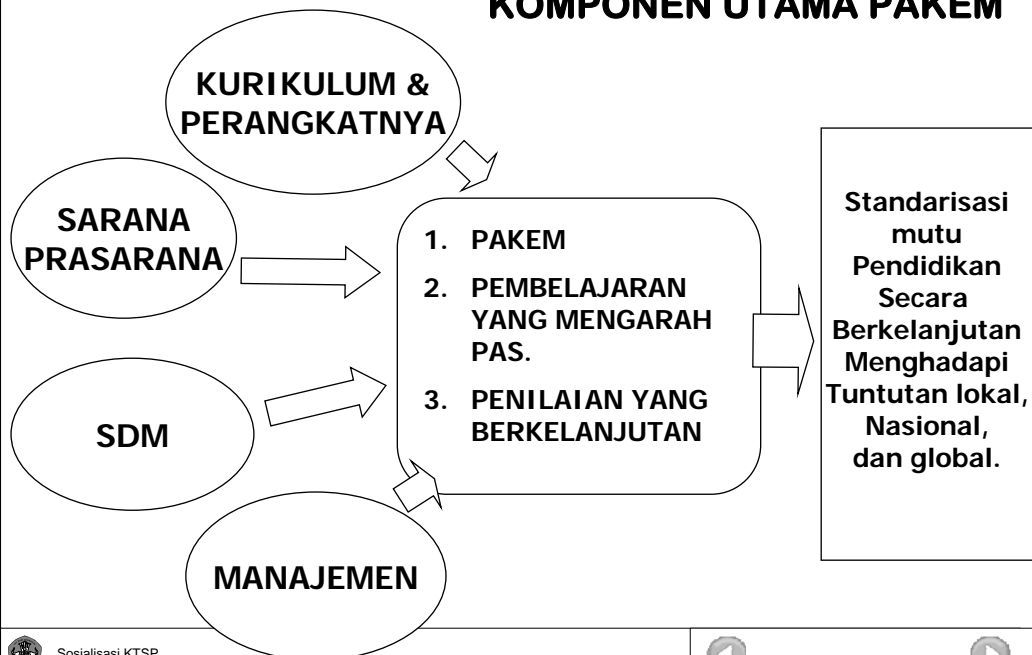 KOMPONEN UTAMA PAKEM
KURIKULUM &
PERANGKATNYA
SARANA
PRASARANA
SDM
MANAJEMEN
1. PAKEM
2. PEMBELAJARAN
YANG MENGARAH
PAS.
3. PENILAIAN YANG
BERKELANJUTAN
Standarisasi
mutu
Pendidikan
Secara
Berkelanjutan
Menghadapi
Tuntutan lokal,
Nasional,
dan global.
Sosialisasi KTSP